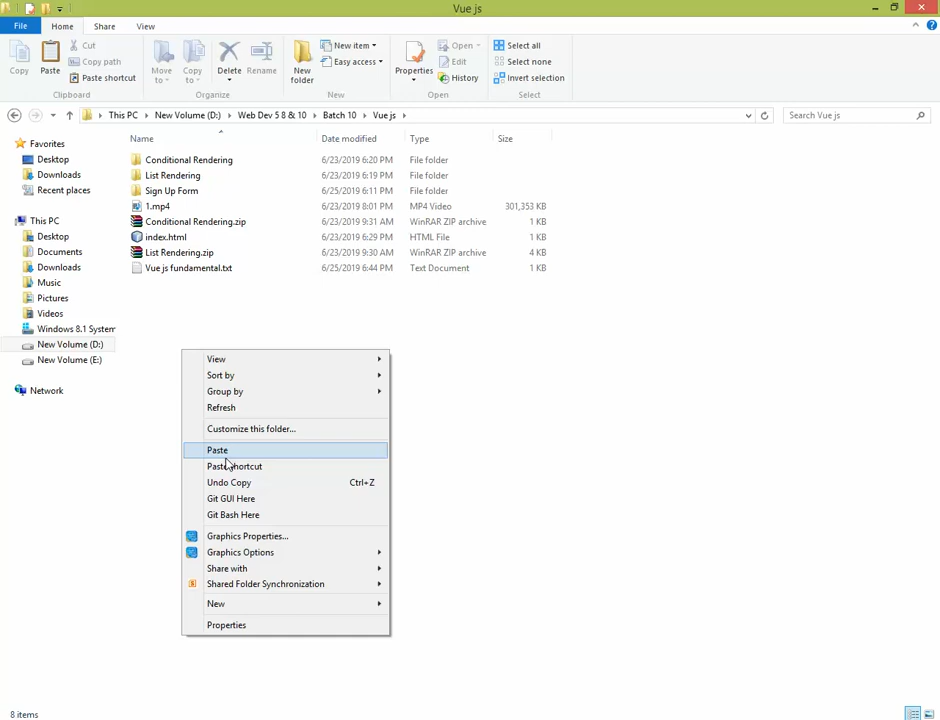 Vue js
File Home Share View
Copy
Paste
Cut
Copy path
Paste shortcut
Clipboard
Move to
Copy to
Delete
Rename
Organize
New folder
New item
Easy access
New
Properties
Open
Edit
History
Open
Select all
Select none
Invert selection
Select
This PC New Volume (D:) Web Dev 5 8 & 10 Batch 10 Vue js
Search Vue js
Name Date modified Type Size
Conditional Rendering 6/23/2019 6:20 PM File folder
List Rendering 6/23/2019 6:19 PM File folder
Sign Up Form 6/25/2019 6:11 PM File folder
1.mp4 6/23/2019 8:01 PM MP4 Video 301,353 KB
Conditional Rendering.zip 6/23/2019 9:31 AM WinRAR ZIP archive 1 KB
index.html 6/23/2019 6:29 PM HTML File 1 KB
List Rendering.zip 6/23/2019 9:30 AM WinRAR ZIP archive 4 KB
Vue js fundamental.txt 6/25/2019 6:44 PM Text Document 1 KB
Favorites
Desktop
Downloads
Recent places
This PC
Desktop
Documents
Downloads
Music
Pictures
Videos
Windows 8.1 System
New Volume (D:)
New Volume (E:)
Network
View
Sort by
Group by
Refresh
Customize this folder...
Paste
Paste shortcut
Undo Copy Ctrl+Z
Git GUI Here
Git Bash Here
Graphics Properties...
Graphics Options
Share with
Shared Folder Synchronization
New
Properties
8 items